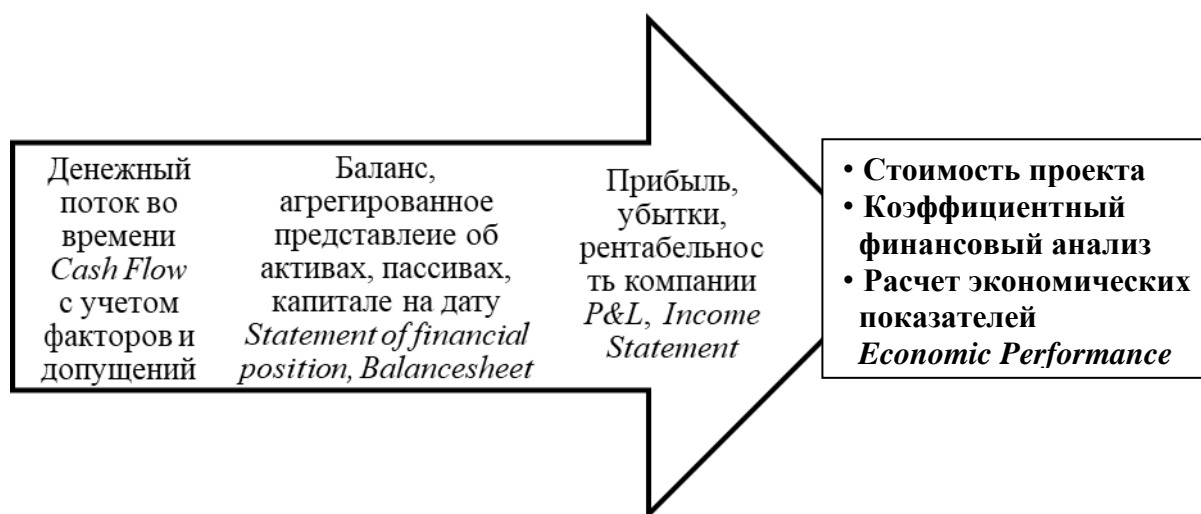 Денежный
поток во
времени
Cash Flow
с учетом
факторов и
допущений
Баланс,
агрегированное
представлеие об
активах, пассивах,
капитале на дату
Statement of financial
position, Balancesheet
Прибыль,
убытки,
рентабельнос
ть компании
P&L, Income
Statement
• Стоимость проекта
• Коэффициентный
финансовый анализ
• Расчет экономических
показателей
Economic Performance